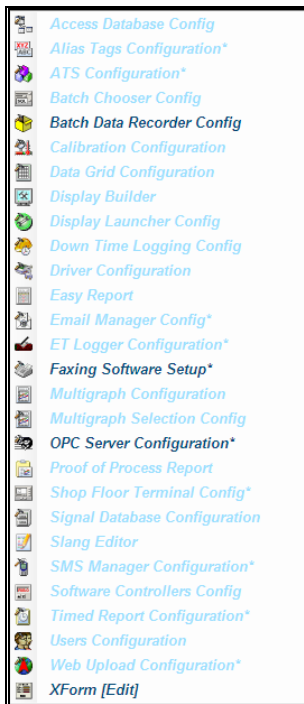 Access Database Config
Alias Tags Configuration*
ATS Configuration*
Batch Chooser Config
Batch Data Recorder Config
Calibration Configuration
Data Grid Configuration
Display Builder
Display Launcher Config
Down Time Logging Config
Driver Configuration
Easy Report
Email Manager Config*
ET Logger Configuration*
Faxing Software Setup*
Multigraph Configuration
Multigraph Selection Config
OPC Server Configuration*
Proof of Process Report
Shop Floor Terminal Config*
Signal Database Configuration
Slang Editor
SMS Manager Configuration*
Software Controllers Config
Timed Report Configuration*
Users Configuration
Web Upload Configuration*
XForm [Edit]